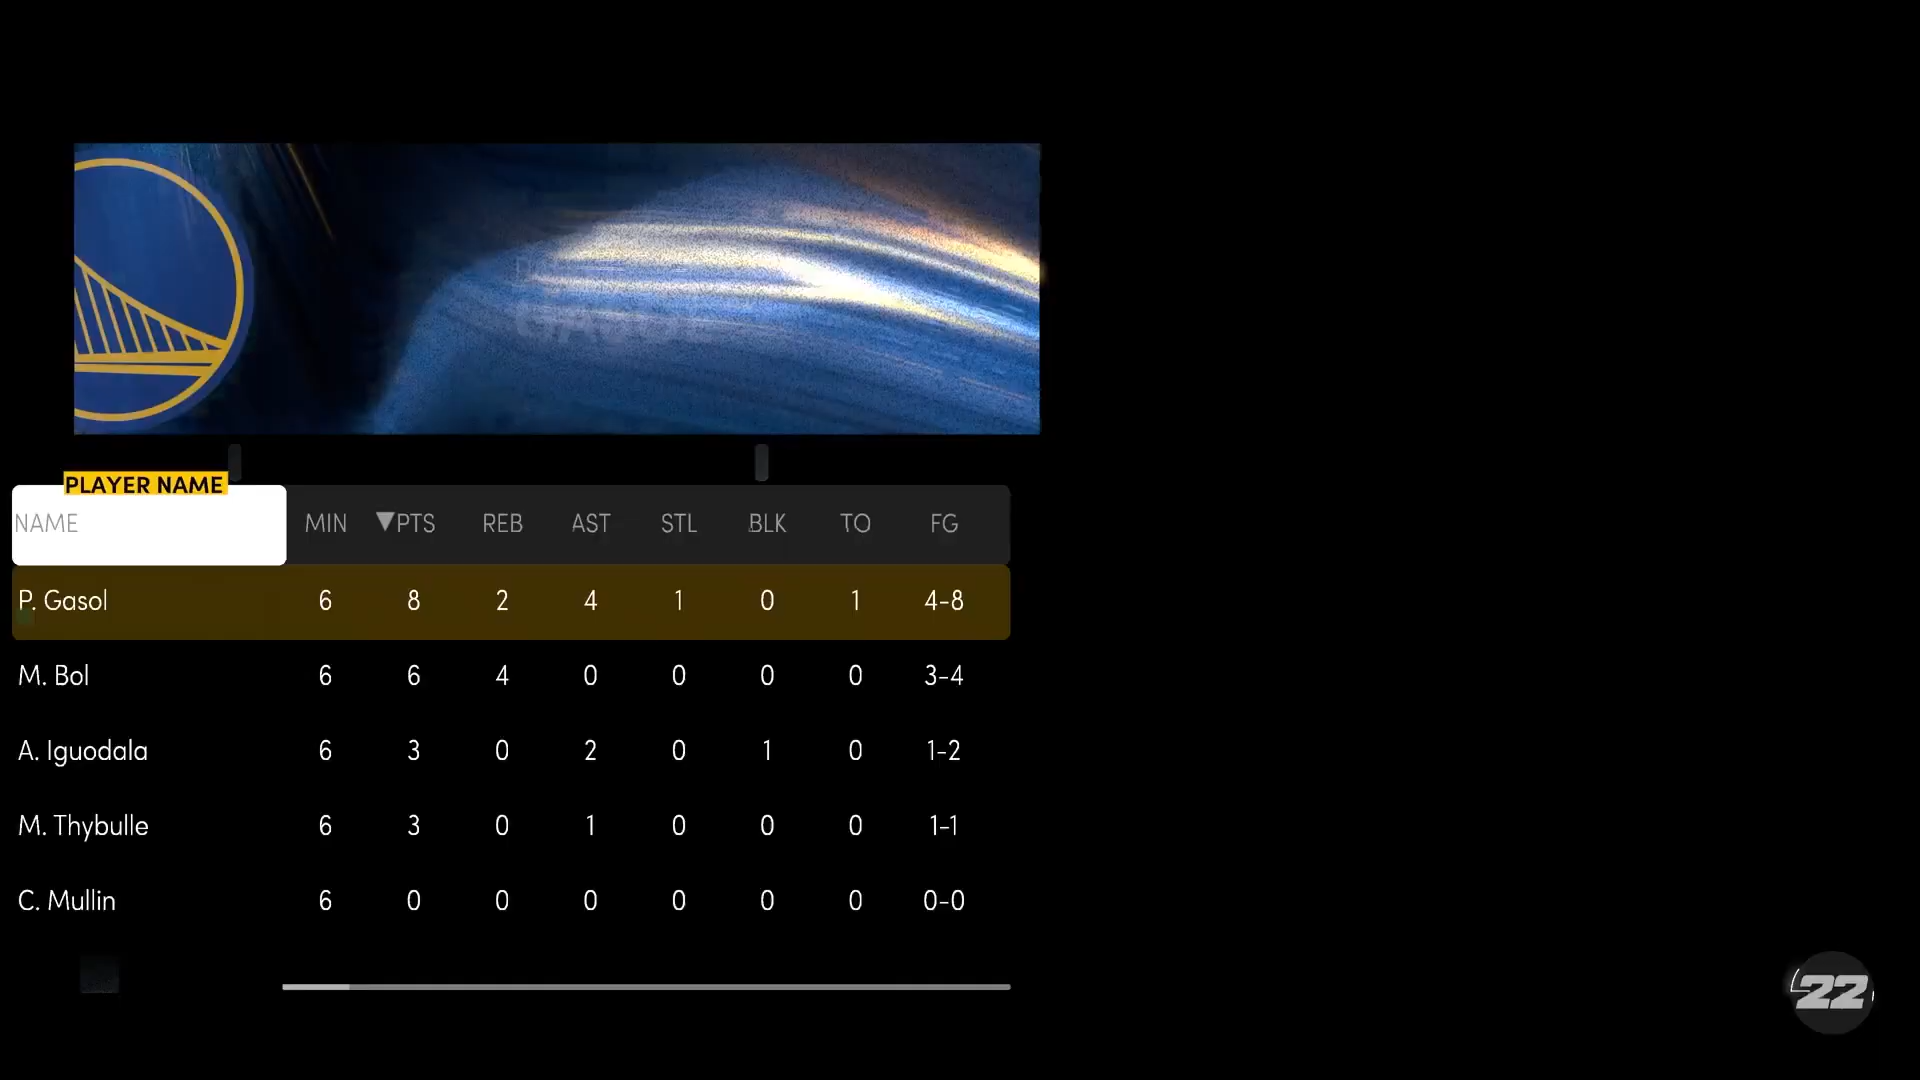 GASOL
PLAYER NAME
NAME MIN ▼PTS REB AST STL BLK TO FG
P. Gasol 6 8 2 4 1 0 1 4-8
M. Bol 6 6 4 0 0 0 0 3-4
A. Iguodala 6 3 0 2 0 1 0 1-2
M. Thybulle 6 3 0 1 0 0 0 1-1
C. Mullin 6 0 0 0 0 0 0 0-0
22